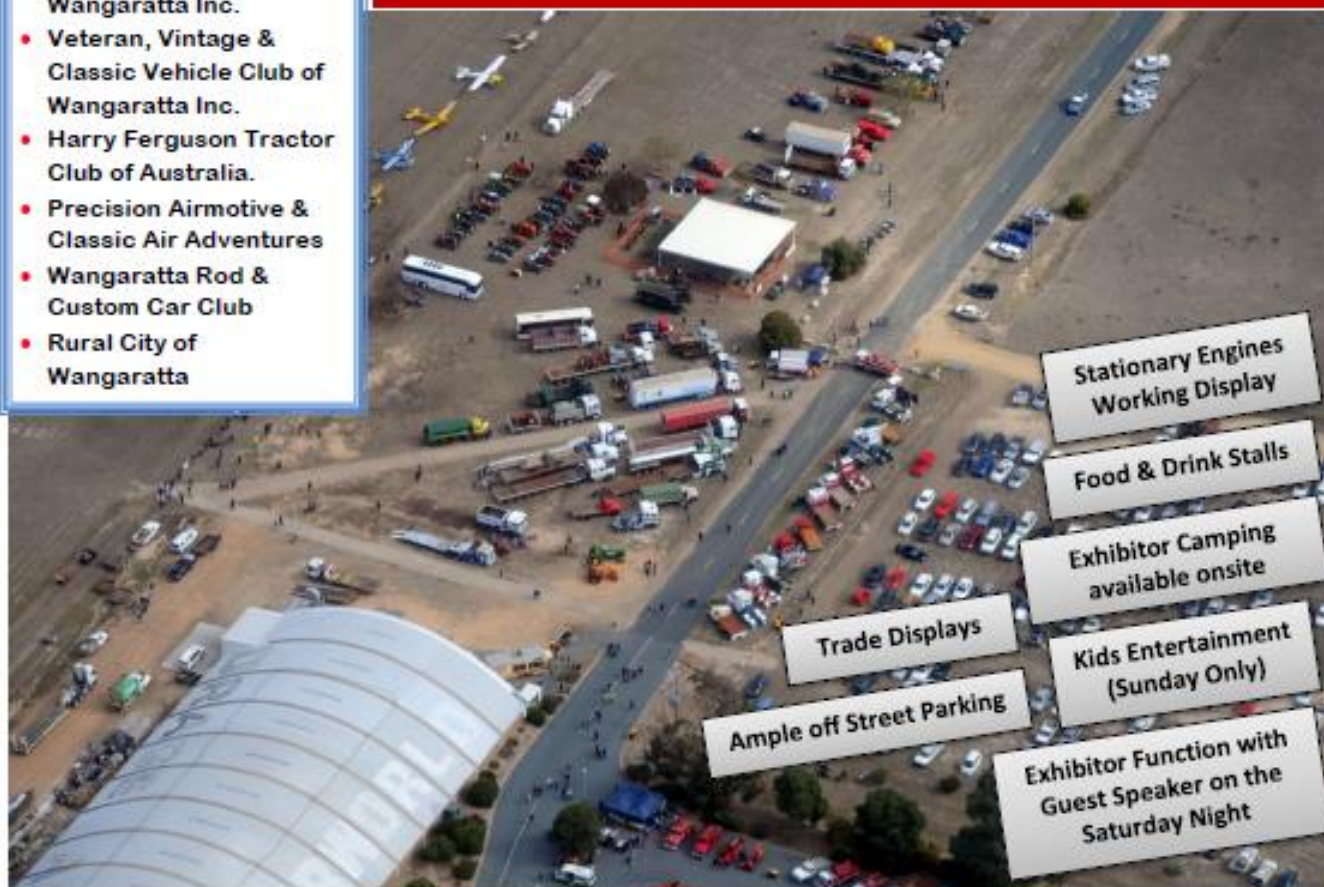 Wangaratta Inc.
• Veteran, Vintage &
Classic Vehicle Club of
Wangaratta Inc.
• Harry Ferguson Tractor
Club of Australia.
• Precision Airmotive &
Classic Air Adventures
• Wangaratta Rod &
Custom Car Club
• Rural City of
Wangaratta
Stationary Engines
Working Display
Food & Drink Stalls
Exhibitor Camping
available onsite
Trade Displays
Kids Entertainment
(Sunday Only)
Ample off Street Parking
Exhibitor Function with
Guest Speaker on the
Saturday Night